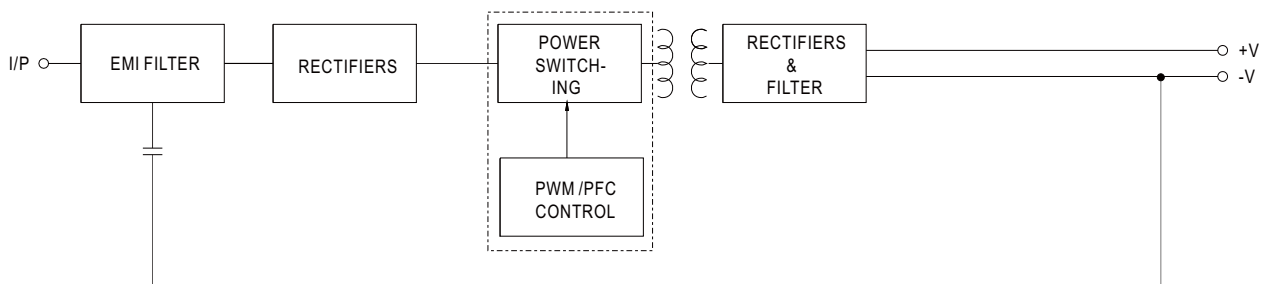 I/P
EMI FILTER
RECTIFIERS
POWER
SWITCH-
ING
PWM /PFC
CONTROL
RECTIFIERS
&
FILTER
+V
-V